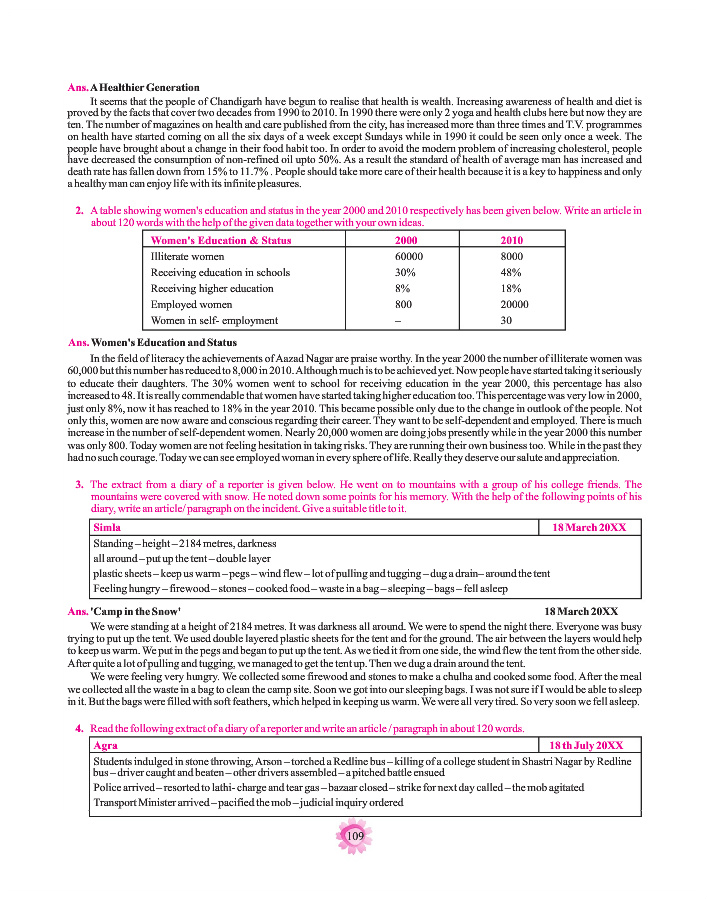 Ans. A Healthier Generation
It seems that the people of Chandigarh have begun to realise that health is wealth. Increasing awareness of health and diet is
proved by the facts that cover two decades from 1990 to 2010. In 1990 there were only 2 yoga and health clubs here but now they are
ten. The number of magazines on health and care published from the city, has increased more than three times and T.V. programmes
on health have started coming on all the six days of a week except Sundays while in 1990 it could be seen only once a week. The
people have brought about a change in their food habit too. In order to avoid the modern problem of increasing cholesterol, people
have decreased the consumption of non-refined oil upto 50%. As a result the standard of health of average man has increased and
death rate has fallen down from 15% to 11.7% . People should take more care of their health because it is a key to happiness and only
a healthy man can enjoy life with its infinite pleasures.
2. A table showing women's education and status in the year 2000 and 2010 respectively has been given below. Write an article in
about 120 words with the help of the given data together with your own ideas.
Women's Education & Status 2000 2010
Illiterate women 60000 8000
Receiving education in schools 30% 48%
Receiving higher education 8% 18%
Employed women 800 20000
Women in self- employment – 30
Ans. Women's Education and Status
In the field of literacy the achievements of Aazad Nagar are praise worthy. In the year 2000 the number of illiterate women was
60,000 but this number has reduced to 8,000 in 2010. Although much is to be achieved yet. Now people have started taking it seriously
to educate their daughters. The 30% women went to school for receiving education in the year 2000, this percentage has also
increased to 48. It is really commendable that women have started taking higher education too. This percentage was very low in 2000,
just only 8%, now it has reached to 18% in the year 2010. This became possible only due to the change in outlook of the people. Not
only this, women are now aware and conscious regarding their career. They want to be self-dependent and employed. There is much
increase in the number of self-dependent women. Nearly 20,000 women are doing jobs presently while in the year 2000 this number
was only 800. Today women are not feeling hesitation in taking risks. They are running their own business too. While in the past they
had no such courage. Today we can see employed woman in every sphere of life. Really they deserve our salute and appreciation.
3. The extract from a diary of a reporter is given below. He went on to mountains with a group of his college friends. The
mountains were covered with snow. He noted down some points for his memory. With the help of the following points of his
diary, write an article/ paragraph on the incident. Give a suitable title to it.
Simla 18 March 20XX
Standing – height – 2184 metres, darkness
all around – put up the tent – double layer
plastic sheets – keep us warm – pegs – wind flew – lot of pulling and tugging – dug a drain– around the tent
Feeling hungry – firewood – stones – cooked food – waste in a bag – sleeping – bags – fell asleep
Ans. 'Camp in the Snow' 18 March 20XX
We were standing at a height of 2184 metres. It was darkness all around. We were to spend the night there. Everyone was busy
trying to put up the tent. We used double layered plastic sheets for the tent and for the ground. The air between the layers would help
to keep us warm. We put in the pegs and began to put up the tent. As we tied it from one side, the wind flew the tent from the other side.
After quite a lot of pulling and tugging, we managed to get the tent up. Then we dug a drain around the tent.
We were feeling very hungry. We collected some firewood and stones to make a chulha and cooked some food. After the meal
we collected all the waste in a bag to clean the camp site. Soon we got into our sleeping bags. I was not sure if I would be able to sleep
in it. But the bags were filled with soft feathers, which helped in keeping us warm. We were all very tired. So very soon we fell asleep.
4. Read the following extract of a diary of a reporter and write an article / paragraph in about 120 words.
Agra 18 th July 20XX
Students indulged in stone throwing, Arson – torched a Redline bus – killing of a college student in Shastri Nagar by Redline
bus – driver caught and beaten – other drivers assembled – a pitched battle ensued
Police arrived – resorted to lathi- charge and tear gas – bazaar closed – strike for next day called – the mob agitated
Transport Minister arrived – pacified the mob – judicial inquiry ordered
109